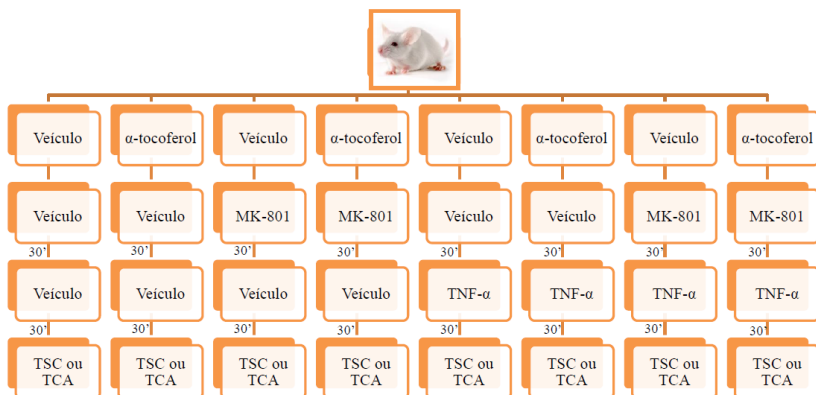 Veículo α-tocoferol Veículo α-tocoferol Veículo α-tocoferol Veículo α-tocoferol
Veículo Veículo MK-801 MK-801 Veículo Veículo MK-801 MK-801
30’ 30’ 30’ 30’ 30’ 30’ 30’ 30’
Veículo Veículo Veículo Veículo TNF-α TNF-α TNF-α TNF-α
30’ 30’ 30’ 30’ 30’ 30’ 30’ 30’
TSC ou TSC ou TSC ou TSC ou TSC ou TSC ou TSC ou TSC ou
TCA TCA TCA TCA TCA TCA TCA TCA